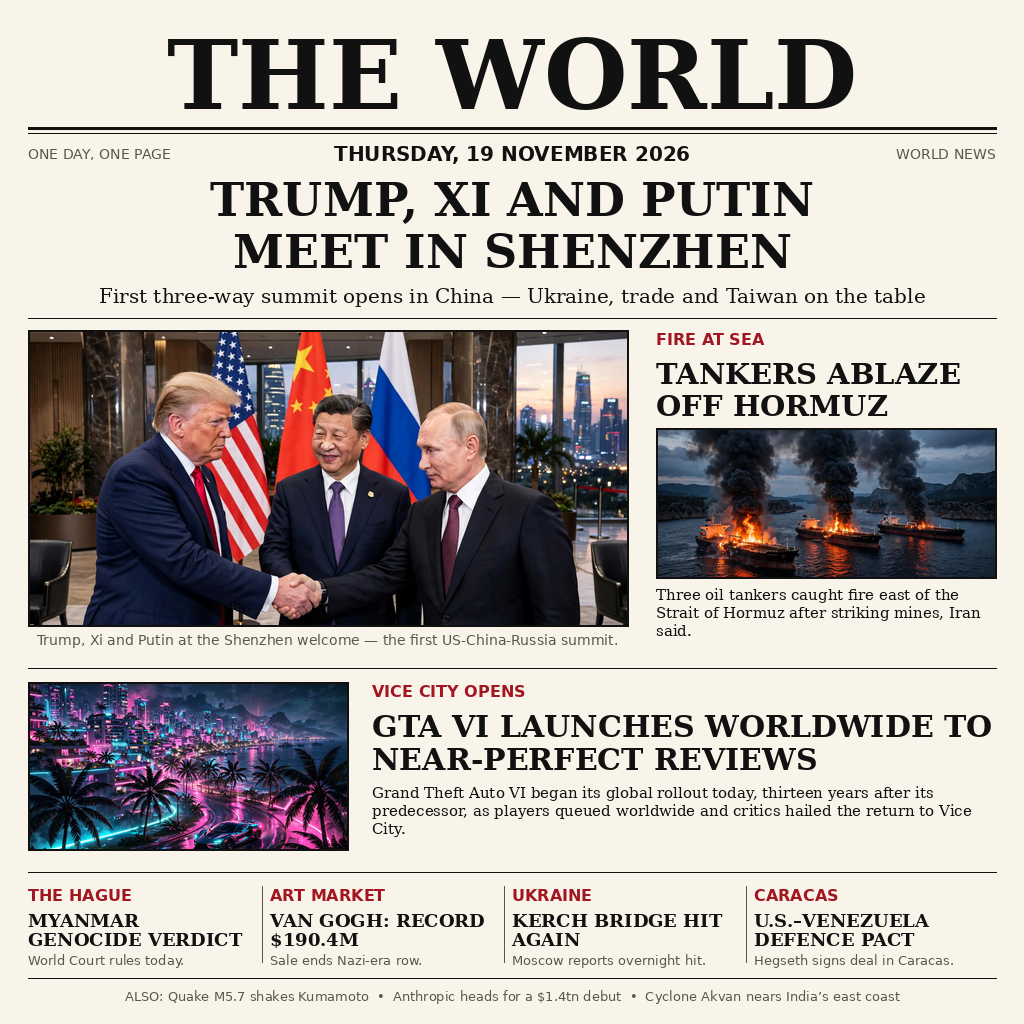 THE WORLD
ONE DAY, ONE PAGE
THURSDAY, 19 NOVEMBER 2026
WORLD NEWS
TRUMP, XI AND PUTIN
MEET IN SHENZHEN
First three-way summit opens in China — Ukraine, trade and Taiwan on the table
Trump, Xi and Putin at the Shenzhen welcome — the first US-China-Russia summit.
FIRE AT SEA
TANKERS ABLAZE
OFF HORMUZ
Three oil tankers caught fire east of the
Strait of Hormuz after striking mines, Iran
said.
VICE CITY OPENS
GTA VI LAUNCHES WORLDWIDE TO
NEAR-PERFECT REVIEWS
Grand Theft Auto VI began its global rollout today, thirteen years after its
predecessor, as players queued worldwide and critics hailed the return to Vice
City.
THE HAGUE
MYANMAR
GENOCIDE VERDICT
World Court rules today.
ART MARKET
VAN GOGH: RECORD
$190.4M
Sale ends Nazi-era row.
UKRAINE
KERCH BRIDGE HIT
AGAIN
Moscow reports overnight hit.
CARACAS
U.S.–VENEZUELA
DEFENCE PACT
Hegseth signs deal in Caracas.
ALSO: Quake M5.7 shakes Kumamoto • Anthropic heads for a $1.4tn debut • Cyclone Akvan nears India’s east coast